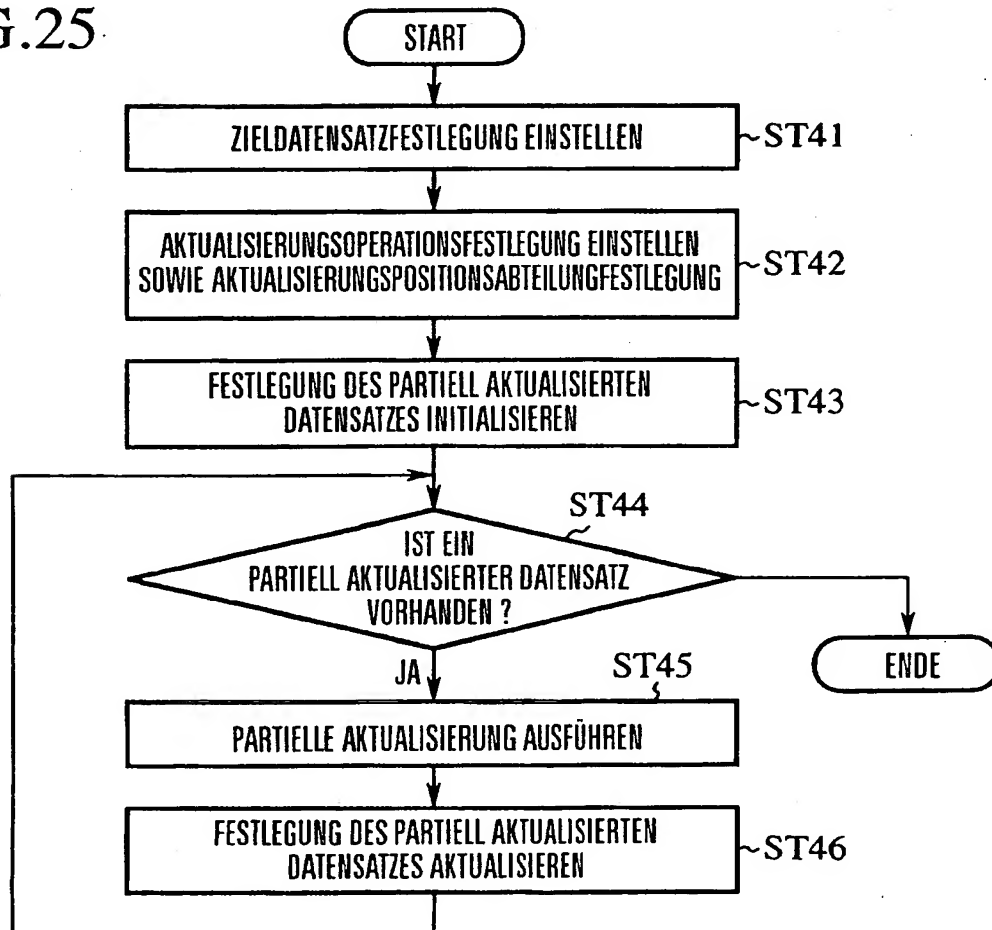 G.25
START
ZIELDATENSATZFESTLEGUNG EINSTELLEN
~ST41
AKTUALISIERUNGSOPERATIONSFESTLEGUNG EINSTELLEN
SOWIE AKTUALISIERUNGSPOSITIONSABTEILUNGFESTLEGUNG
~ST42
FESTLEGUNG DES PARTIELL AKTUALISIERTEN
DATENSATZES INITIALISIEREN
~ST43
ST44
IST EIN
PARTIELL AKTUALISIERTER DATENSATZ
VORHANDEN ?
ENDE
JA
ST45
PARTIELLE AKTUALISIERUNG AUSFÜHREN
FESTLEGUNG DES PARTIELL AKTUALISIERTEN
DATENSATZES AKTUALISIEREN
~ST46